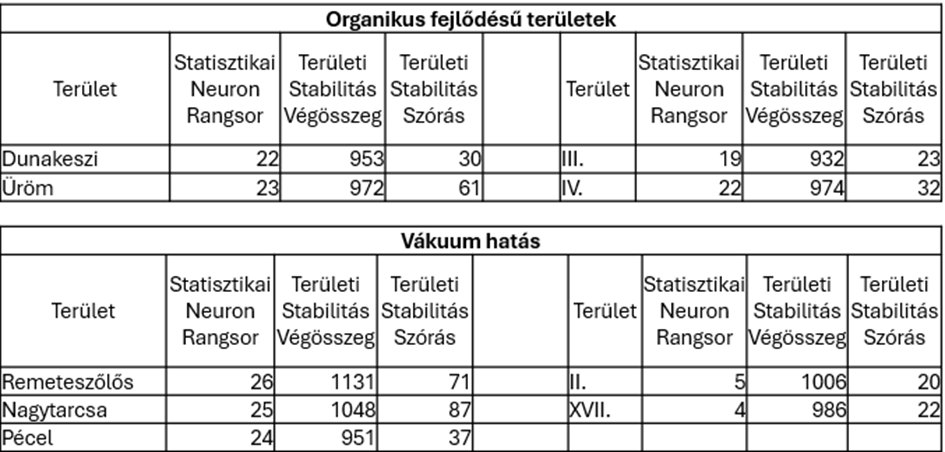 Organikus fejlődésű területek
Terület Statisztikai Neuron Rangsor Területi Stabilitás Végösszeg Területi Stabilitás Szórás Terület Statisztikai Neuron Rangsor Területi Stabilitás Végösszeg Területi Stabilitás Szórás
Dunakeszi 22 953 30 III. 19 932 23
Üröm 23 972 61 IV. 22 974 32
Vákuum hatás
Terület Statisztikai Neuron Rangsor Területi Stabilitás Végösszeg Területi Stabilitás Szórás Terület Statisztikai Neuron Rangsor Területi Stabilitás Végösszeg Területi Stabilitás Szórás
Remeteszőlős 26 1131 71 II. 5 1006 20
Nagytarcsa 25 1048 87 XVII. 4 986 22
Pécel 24 951 37